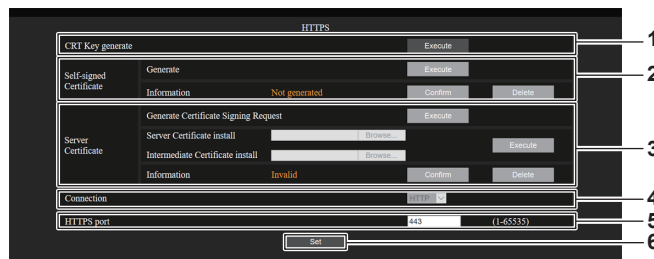 HTTPS
CRT Key generate Execute 1
Self-signed Certificate
Generate Execute 2
Information Not generated Confirm Delete
Server Certificate
Generate Certificate Signing Request Execute
Server Certificate install Browse...
Execute 3
Intermediate Certificate install Browse...
Information Invalid Confirm Delete
Connection HTTP 4
HTTPS port 443 (1-65535) 5
Set 6